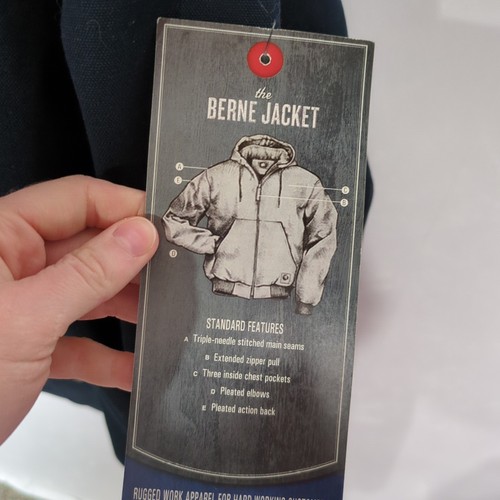 the
BERNE JACKET
A
E
C
B
D
STANDARD FEATURES
A Triple-needle stitched main seams
B Extended zipper pull
C Three inside chest pockets
D Pleated elbows
E Pleated action back
RUGGED WORK APPAREL FOR HARD WORKING